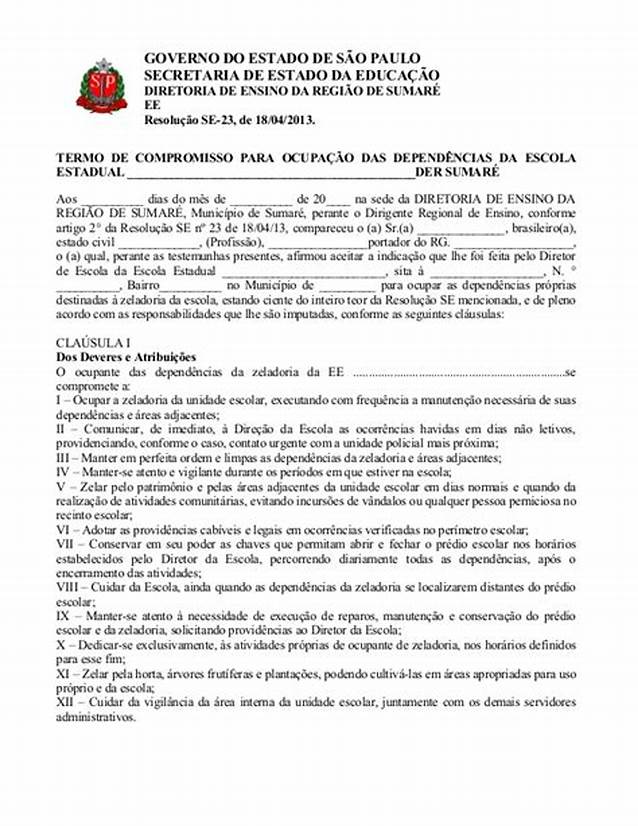 GOVERNO DO ESTADO DE SÃO PAULO
SECRETARIA DE ESTADO DA EDUCAÇÃO
DIRETORIA DE ENSINO DA REGIÃO DE SUMARÉ
EE
Resolução SE-23, de 18/04/2013.
TERMO DE COMPROMISSO PARA OCUPAÇÃO DAS DEPENDÊNCIAS DA ESCOLA
ESTADUAL ____________________________________________DER SUMARÉ
Aos __________ dias do mês de __________ de 20____ na sede da DIRETORIA DE ENSINO DA
REGIÃO DE SUMARÉ, Município de Sumaré, perante o Dirigente Regional de Ensino, conforme
artigo 2° da Resolução SE nº 23 de 18/04/13, compareceu o (a) Sr.(a) ______________, brasileiro(a),
estado civil _____________, (Profissão), ________________portador do RG. ___________________,
o (a) qual, perante as testemunhas presentes, afirmou aceitar a indicação que lhe foi feita pelo Diretor
de Escola da Escola Estadual ______________________, sita à __________________, N. °
__________, Bairro__________ no Município de _________ para ocupar as dependências próprias
destinadas à zeladoria da escola, estando ciente do inteiro teor da Resolução SE mencionada, e de pleno
acordo com as responsabilidades que lhe são imputadas, conforme as seguintes cláusulas:
CLAÚSULA I
Dos Deveres e Atribuições
O ocupante das dependências da zeladoria da EE ...................................................................se
compromete a:
I – Ocupar a zeladoria da unidade escolar, executando com frequência a manutenção necessária de suas
dependências e áreas adjacentes;
II – Comunicar, de imediato, à Direção da Escola as ocorrências havidas em dias não letivos,
providenciando, conforme o caso, contato urgente com a unidade policial mais próxima;
III – Manter em perfeita ordem e limpas as dependências da zeladoria e áreas adjacentes;
IV – Manter-se atento e vigilante durante os períodos em que estiver na escola;
V – Zelar pelo patrimônio e pelas áreas adjacentes da unidade escolar em dias normais e quando da
realização de atividades comunitárias, evitando incursões de vândalos ou qualquer pessoa perniciosa no
recinto escolar;
VI – Adotar as providências cabíveis e legais em ocorrências verificadas no perímetro escolar;
VII – Conservar em seu poder as chaves que permitam abrir e fechar o prédio escolar nos horários
estabelecidos pelo Diretor da Escola, percorrendo diariamente todas as dependências, após o
encerramento das atividades;
VIII – Cuidar da Escola, ainda quando as dependências da zeladoria se localizarem distantes do prédio
escolar;
IX – Manter-se atento à necessidade de execução de reparos, manutenção e conservação do prédio
escolar e da zeladoria, solicitando providências ao Diretor da Escola;
X – Dedicar-se exclusivamente, às atividades próprias de ocupante de zeladoria, nos horários definidos
para esse fim;
XI – Zelar pela horta, árvores frutíferas e plantações, podendo cultivá-las em áreas apropriadas para uso
próprio e da escola;
XII – Cuidar da vigilância da área interna da unidade escolar, juntamente com os demais servidores
administrativos.